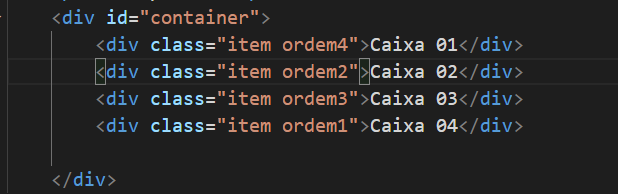 <div id="container">
<div class="item ordem4">Caixa 01</div>
<div class="item ordem2">Caixa 02</div>
<div class="item ordem3">Caixa 03</div>
<div class="item ordem1">Caixa 04</div>
</div>